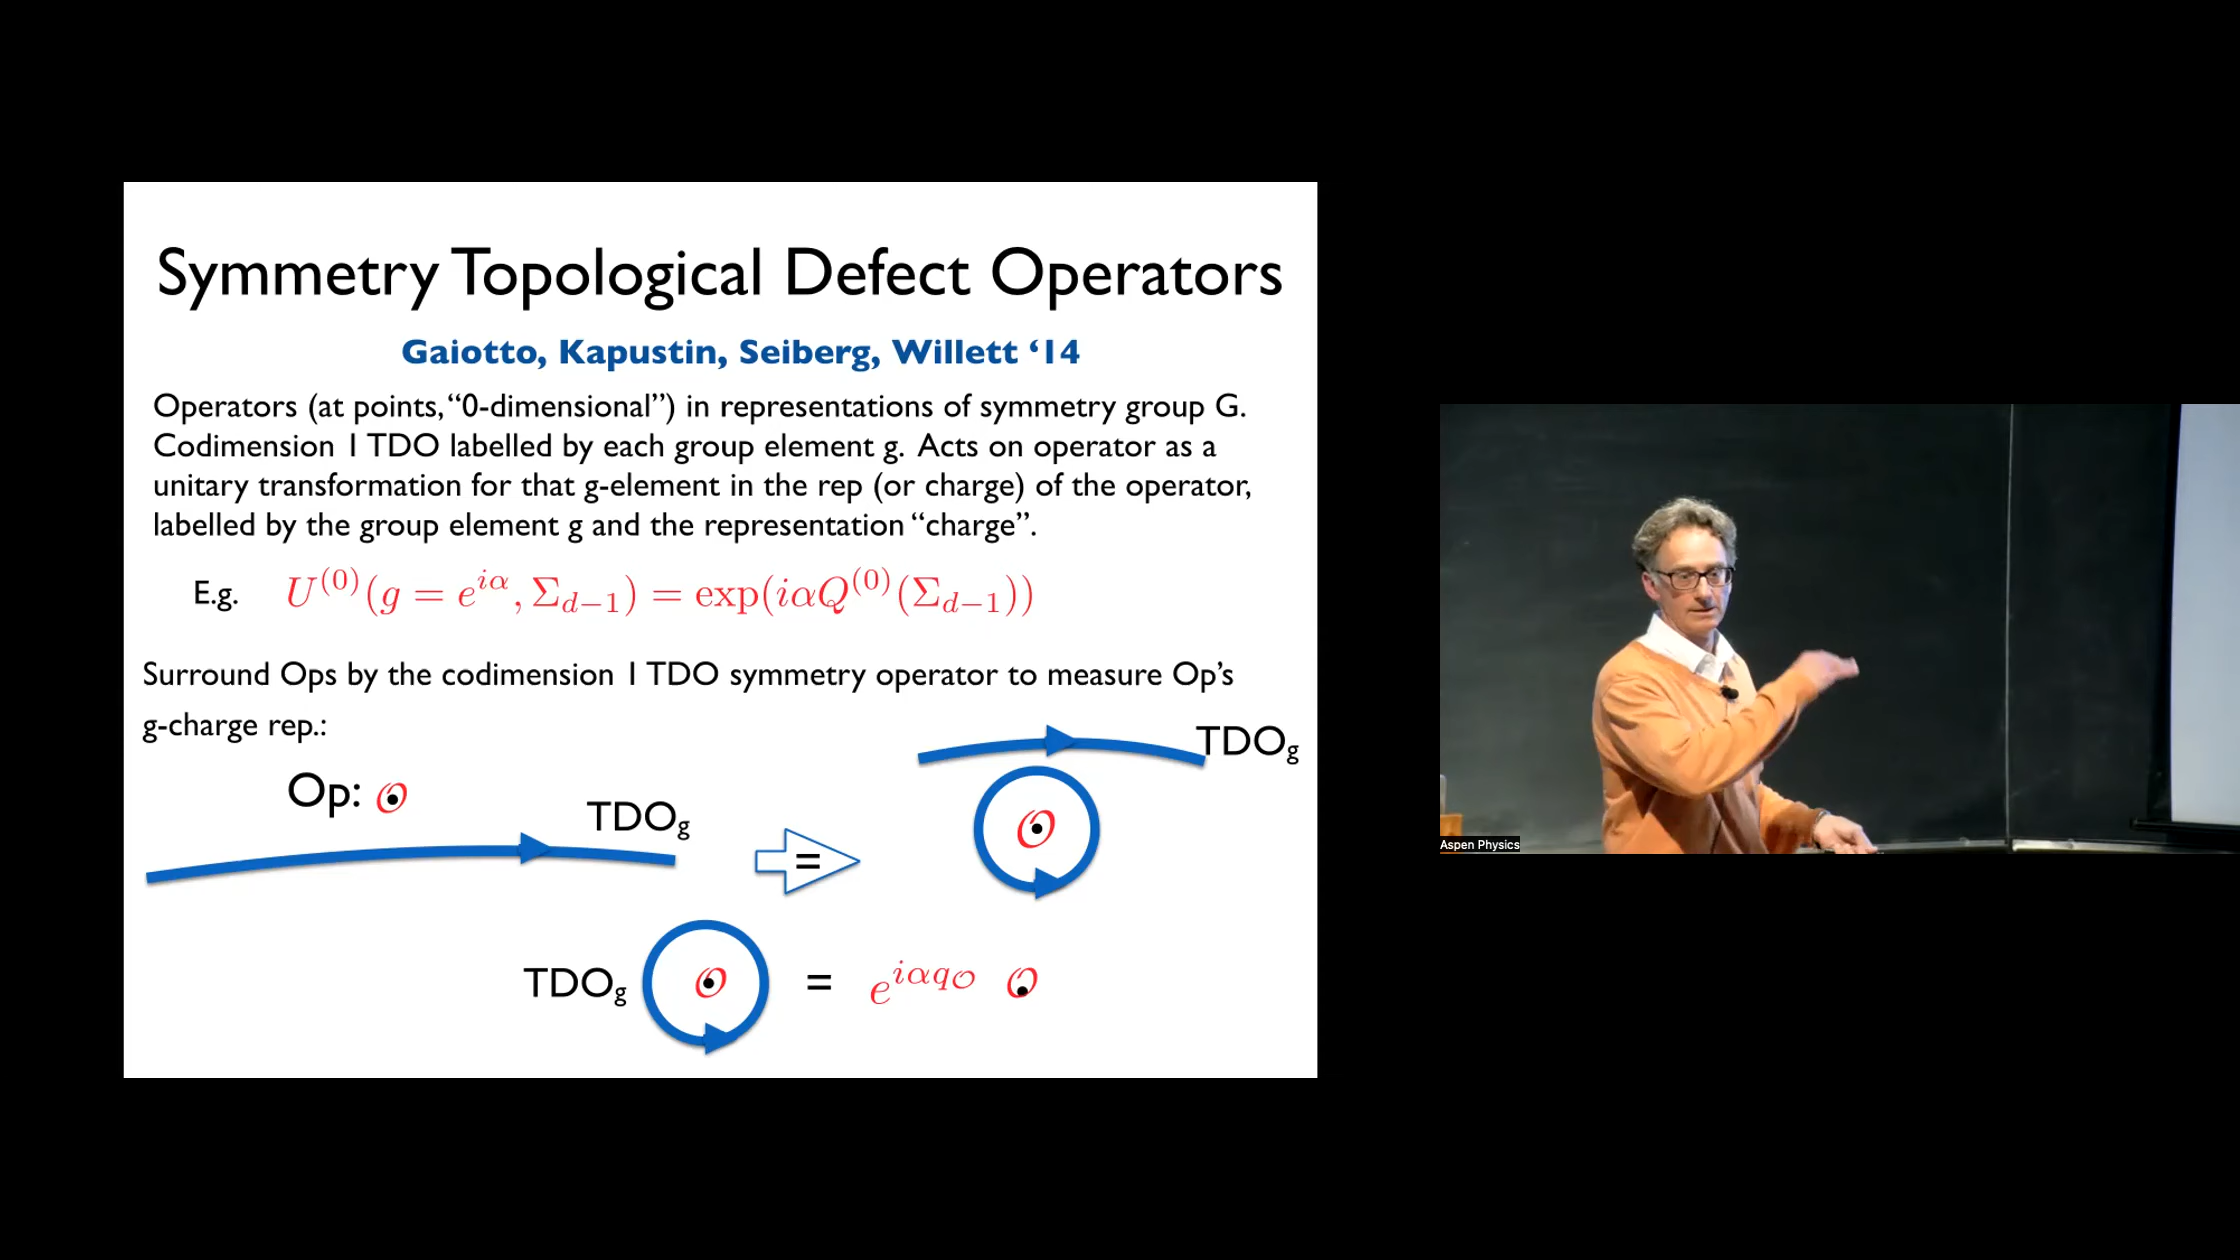 Symmetry Topological Defect Operators
Gaiotto, Kapustin, Seiberg, Willett ‘14
Operators (at points, “0-dimensional”) in representations of symmetry group G.
Codimension 1 TDO labelled by each group element g. Acts on operator as a
unitary transformation for that g-element in the rep (or charge) of the operator,
labelled by the group element g and the representation “charge”.
E.g. U^{(0)}(g = e^{iα}, Σ_{d−1}) = exp(iαQ^{(0)}(Σ_{d−1}))
Surround Ops by the codimension 1 TDO symmetry operator to measure Op’s
g-charge rep.:
TDO_g
Op: 𝒪
TDO_g
=
𝒪
TDO_g 𝒪 = e^{iαq_𝒪} 𝒪
Aspen Physics